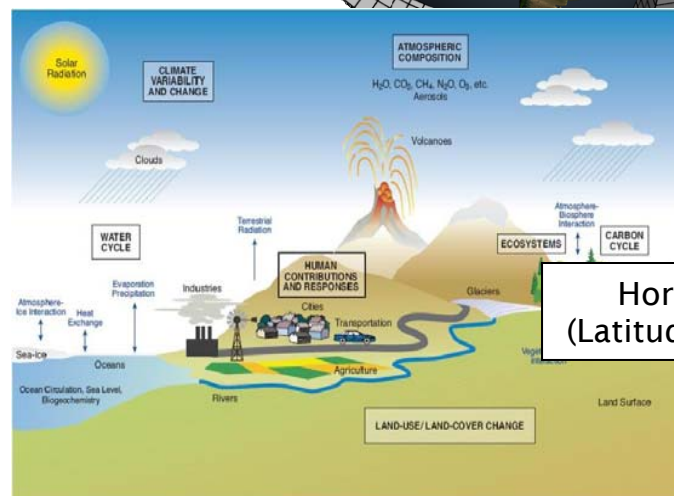 Solar
Radiation
CLIMATE
VARIABILITY
AND CHANGE
ATMOSPHERIC
COMPOSITION
H₂O, CO₂, CH₄, N₂O, O₃, etc.
Aerosols
Clouds
Volcanoes
WATER
CYCLE
Terrestrial
Radiation
Atmosphere-
Biosphere
Interaction
ECOSYSTEMS
CARBON
CYCLE
HUMAN
CONTRIBUTIONS
AND RESPONSES
Evaporation
Precipitation
Industries
Glaciers
Atmosphere-
Ice Interaction
Heat
Exchange
Cities
Transportation
Sea-Ice
Oceans
Agriculture
Ocean Circulation, Sea Level,
Biogeochemistry
Rivers
Land Surface
LAND-USE/ LAND-COVER CHANGE